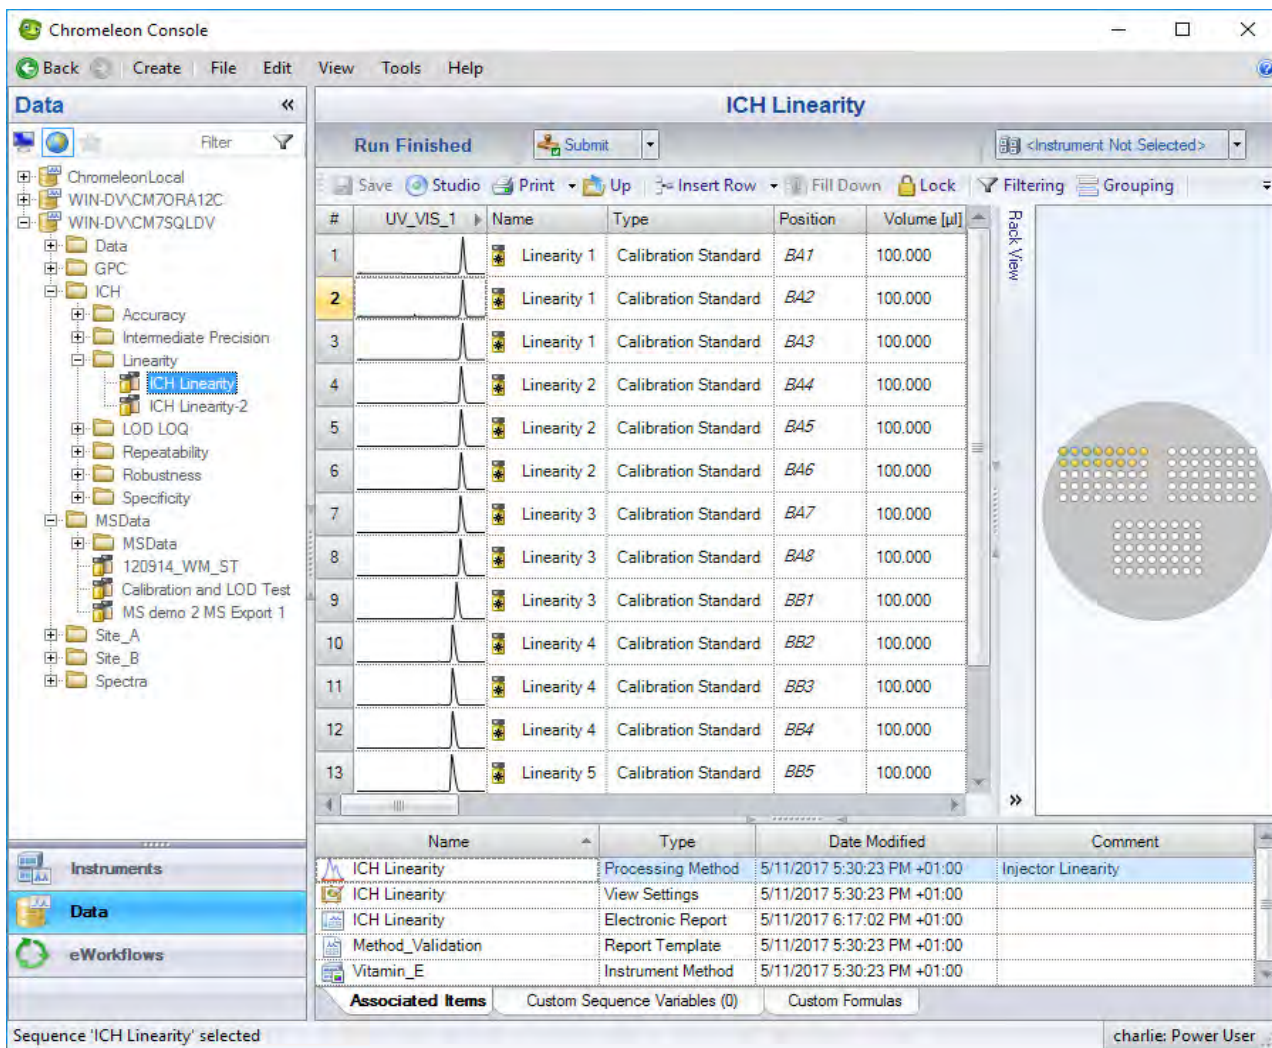 Chromeleon Console
Back Create File Edit View Tools Help
Data «
ICH Linearity
Filter
Run Finished Submit <Instrument Not Selected>
Save Studio Print Up Insert Row Fill Down Lock Filtering Grouping
ChromeleonLocal
WIN-DV\CM7ORA12C
WIN-DV\CM7SQLDV
Data
GPC
ICH
Accuracy
Intermediate Precision
Linearity
ICH Linearity
ICH Linearity-2
LOD LOQ
Repeatability
Robustness
Specificity
MSData
MSData
120914_WM_ST
Calibration and LOD Test
MS demo 2 MS Export 1
Site_A
Site_B
Spectra
Instruments
Data
eWorkflows
# UV_VIS_1 Name Type Position Volume [µl]
1 Linearity 1 Calibration Standard BA1 100.000
2 Linearity 1 Calibration Standard BA2 100.000
3 Linearity 1 Calibration Standard BA3 100.000
4 Linearity 2 Calibration Standard BA4 100.000
5 Linearity 2 Calibration Standard BA5 100.000
6 Linearity 2 Calibration Standard BA6 100.000
7 Linearity 3 Calibration Standard BA7 100.000
8 Linearity 3 Calibration Standard BA8 100.000
9 Linearity 3 Calibration Standard BB1 100.000
10 Linearity 4 Calibration Standard BB2 100.000
11 Linearity 4 Calibration Standard BB3 100.000
12 Linearity 4 Calibration Standard BB4 100.000
13 Linearity 5 Calibration Standard BB5 100.000
Rack View
»
Name Type Date Modified Comment
ICH Linearity Processing Method 5/11/2017 5:30:23 PM +01:00 Injector Linearity
ICH Linearity View Settings 5/11/2017 5:30:23 PM +01:00
ICH Linearity Electronic Report 5/11/2017 6:17:02 PM +01:00
Method_Validation Report Template 5/11/2017 5:30:23 PM +01:00
Vitamin_E Instrument Method 5/11/2017 5:30:23 PM +01:00
Associated Items Custom Sequence Variables (0) Custom Formulas
Sequence 'ICH Linearity' selected charlie: Power User